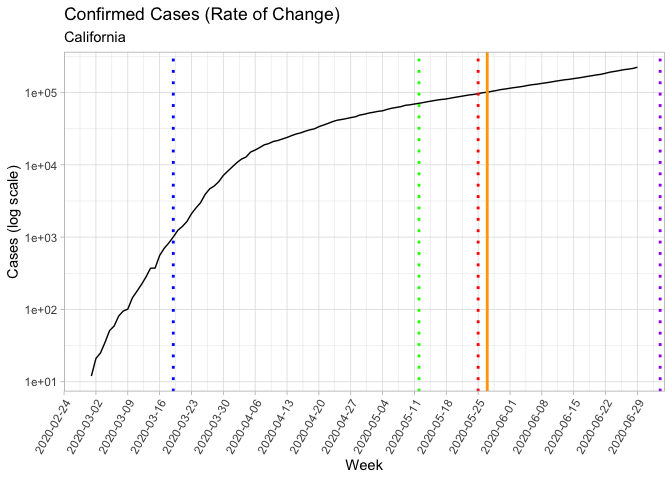 Confirmed Cases (Rate of Change)
California
Cases (log scale)
1e+05
1e+04
1e+03
1e+02
1e+01
2020-02-24
2020-03-02
2020-03-09
2020-03-16
2020-03-23
2020-03-30
2020-04-06
2020-04-13
2020-04-20
2020-04-27
2020-05-04
2020-05-11
2020-05-18
2020-05-25
2020-06-01
2020-06-08
2020-06-15
2020-06-22
2020-06-29
Week